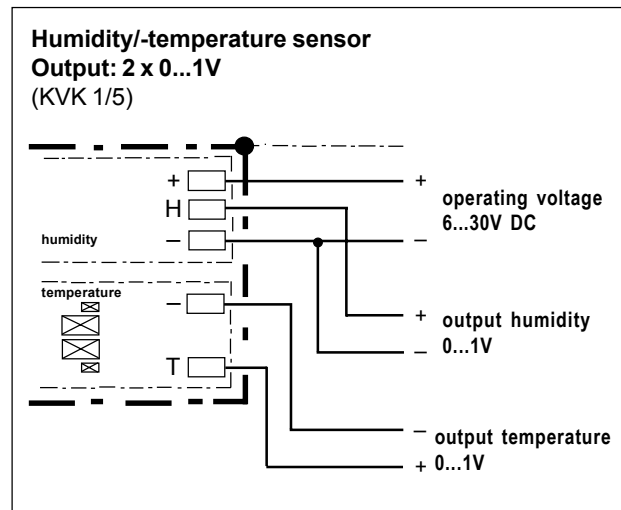 Humidity/-temperature sensor
Output: 2 x 0...1V
(KVK 1/5)
+
H
–
humidity
temperature
–
T
+
operating voltage
6...30V DC
–
+
output humidity
0...1V
–
–
output temperature
+ 0...1V